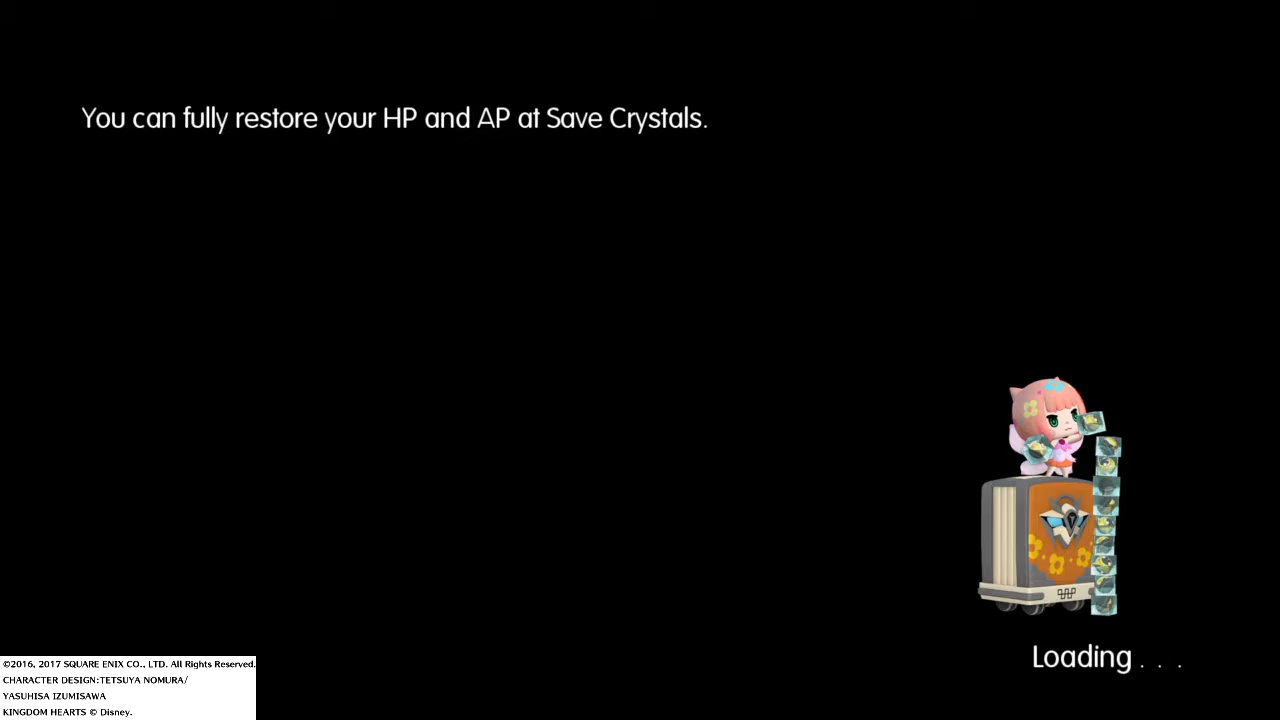 You can fully restore your HP and AP at Save Crystals.
Loading . . .
©2016, 2017 SQUARE ENIX CO., LTD. All Rights Reserved.
CHARACTER DESIGN:TETSUYA NOMURA/
YASUHISA IZUMISAWA
KINGDOM HEARTS © Disney.